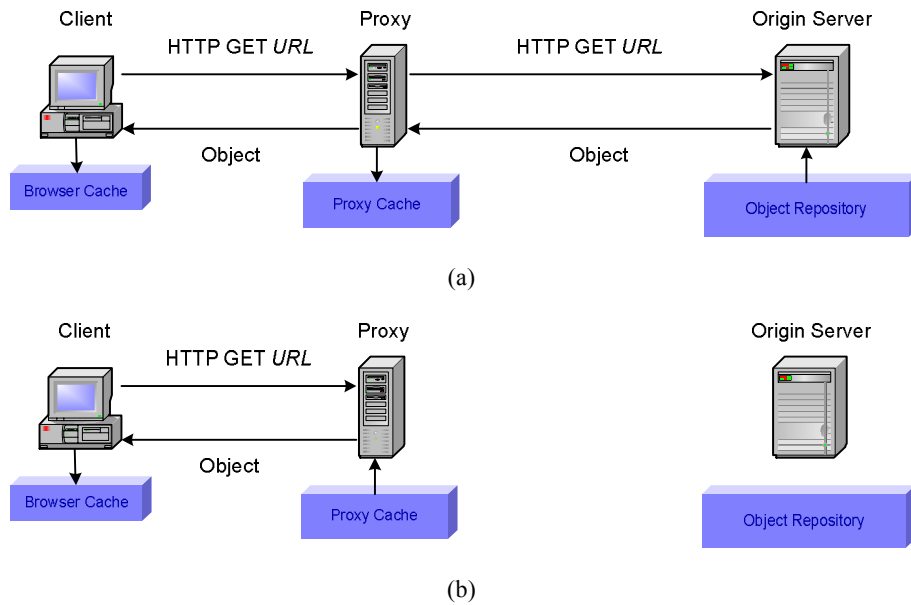 Client
Proxy
Origin Server
HTTP GET URL
HTTP GET URL
Object
Object
Browser Cache
Proxy Cache
Object Repository
(a)
Client
Proxy
Origin Server
HTTP GET URL
Object
Browser Cache
Proxy Cache
Object Repository
(b)